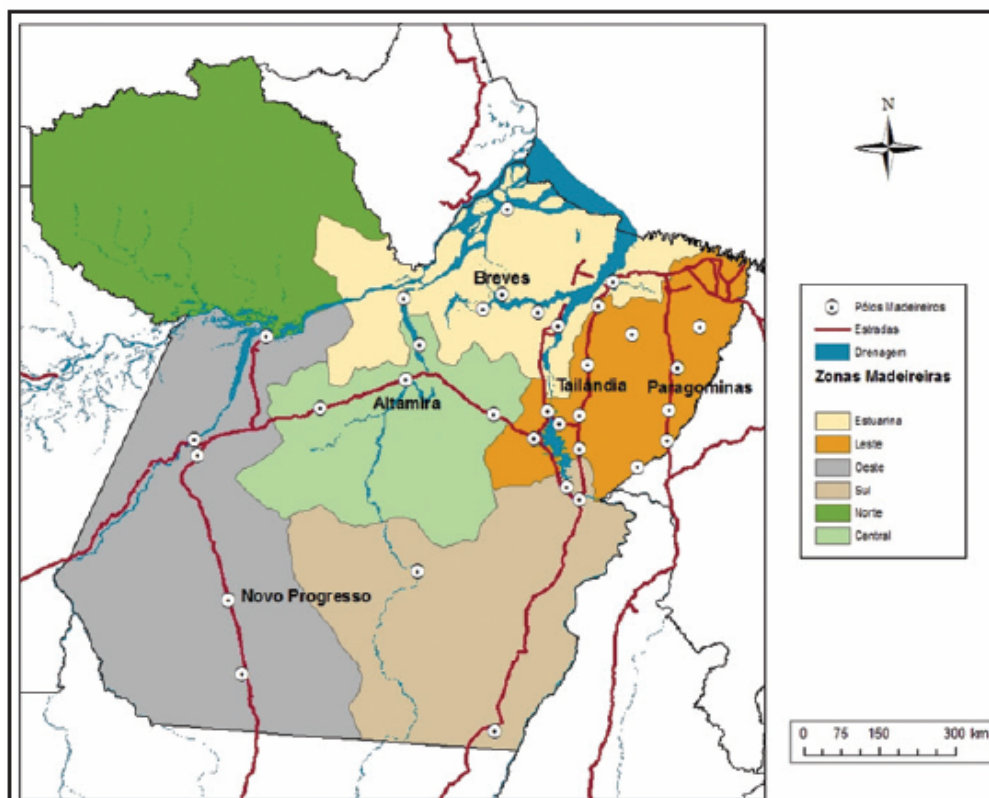 N
Breves
Tailandia
Paragominas
Altamira
Novo Progresso
Pólos Madeireiros
Estradas
Drenagem
Zonas Madeireiras
Estuarina
Leste
Oeste
Sul
Norte
Central
0 75 150 300 km